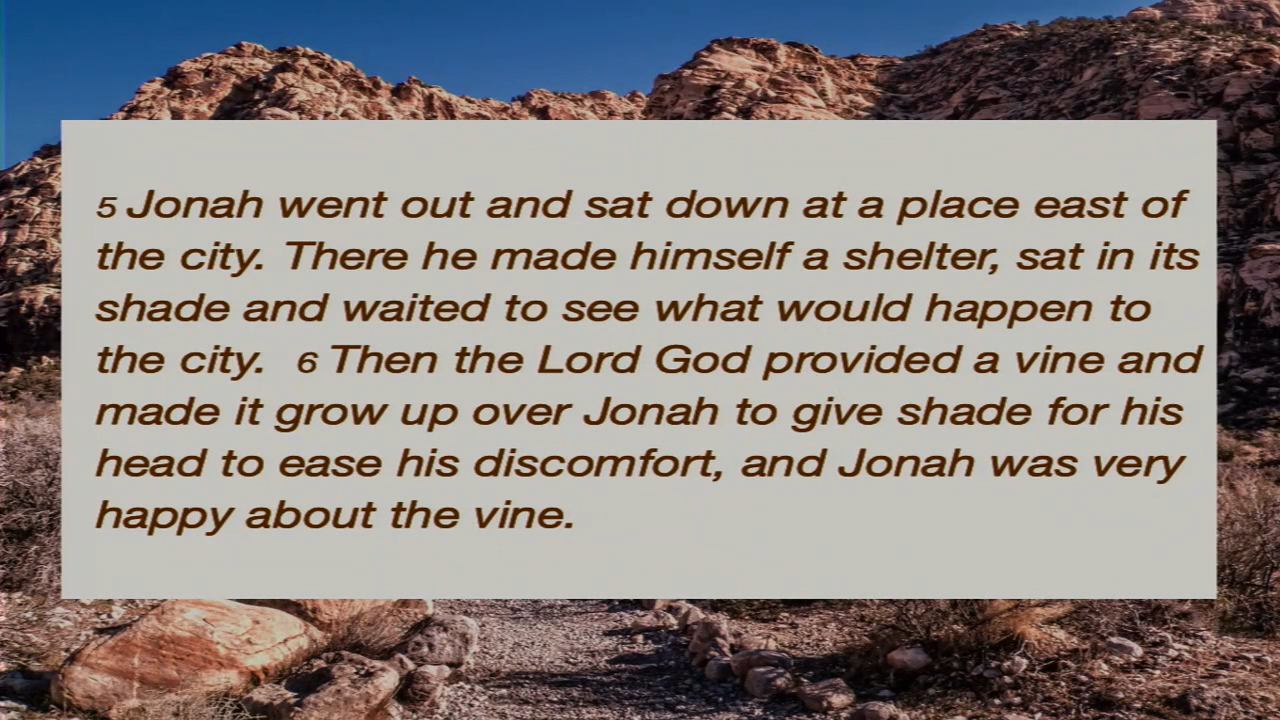 5 Jonah went out and sat down at a place east of
the city. There he made himself a shelter, sat in its
shade and waited to see what would happen to
the city. 6 Then the Lord God provided a vine and
made it grow up over Jonah to give shade for his
head to ease his discomfort, and Jonah was very
happy about the vine.